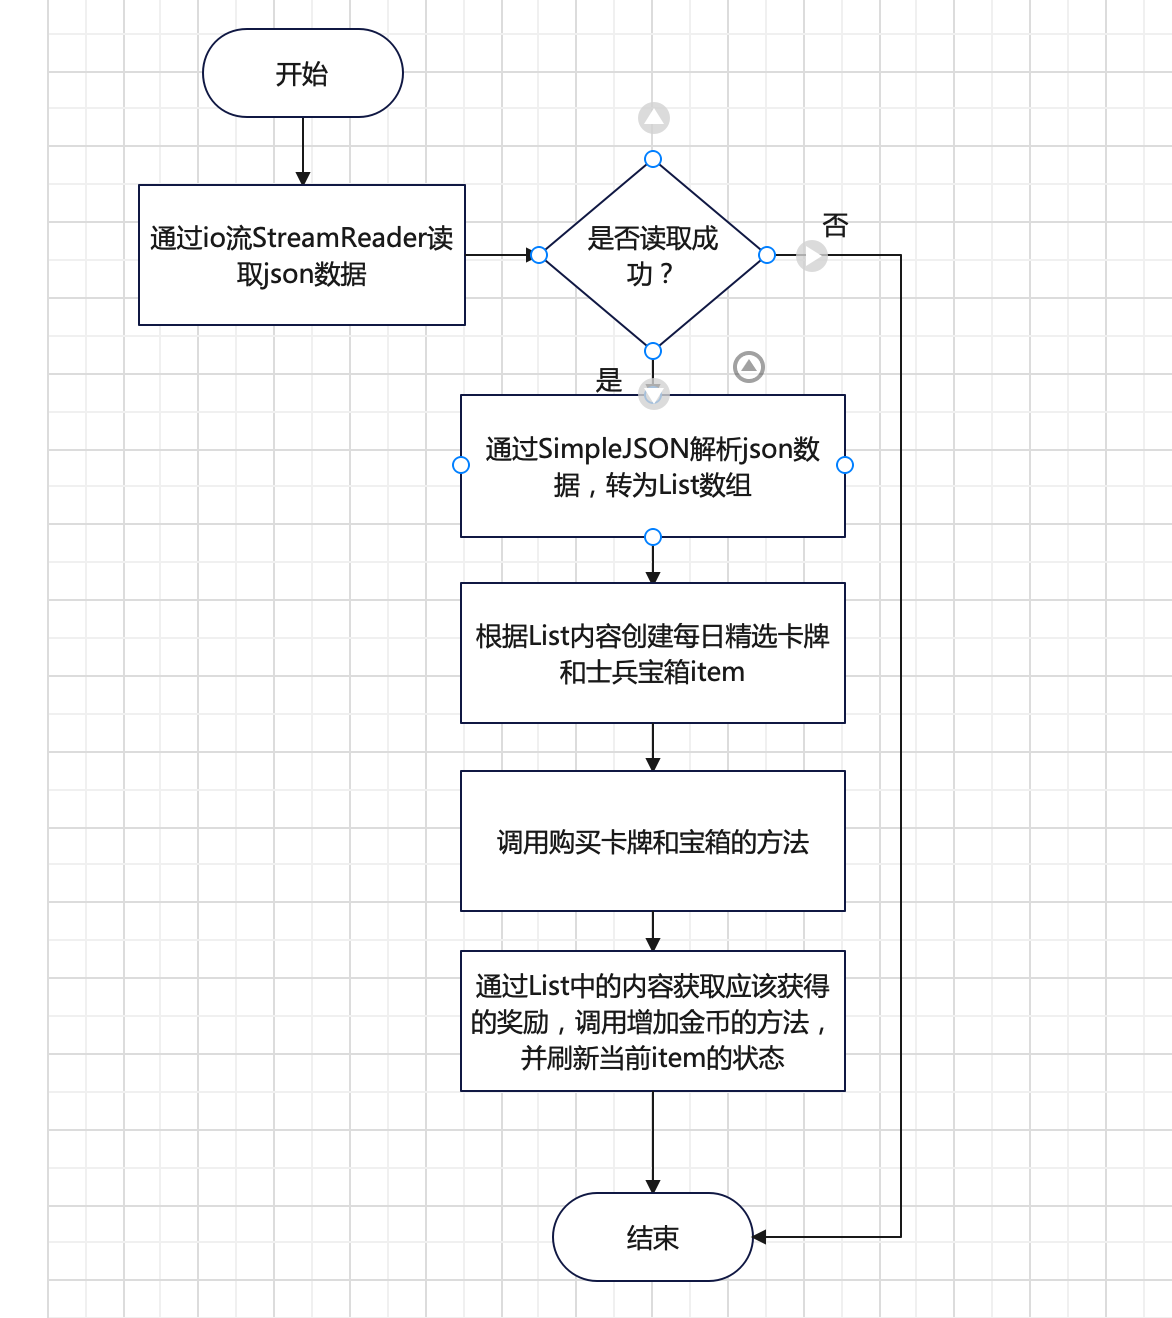 开始
通过io流StreamReader读
取json数据
是否读取成
功？
否
是
通过SimpleJSON解析json数
据，转为List数组
根据List内容创建每日精选卡牌
和士兵宝箱item
调用购买卡牌和宝箱的方法
通过List中的内容获取应该获得
的奖励，调用增加金币的方法，
并刷新当前item的状态
结束